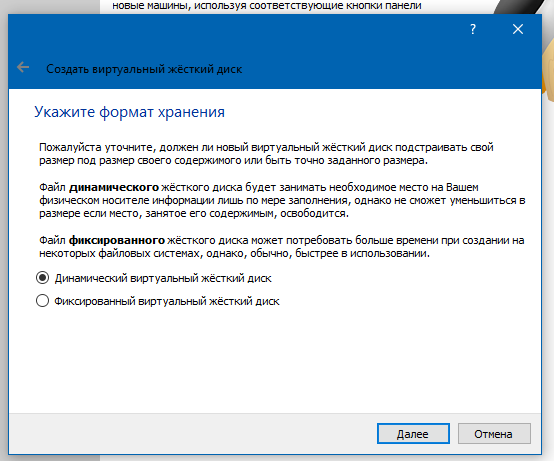 новые машины, используя соответствующие кнопки панели
?
Создать виртуальный жёсткий диск
Укажите формат хранения
Пожалуйста уточните, должен ли новый виртуальный жёсткий диск подстраивать свой
размер под размер своего содержимого или быть точно заданного размера.
Файл динамического жёсткого диска будет занимать необходимое место на Вашем
физическом носителе информации лишь по мере заполнения, однако не сможет уменьшиться в
размере если место, занятое его содержимым, освободится.
Файл фиксированного жёсткого диска может потребовать больше времени при создании на
некоторых файловых системах, однако, обычно, быстрее в использовании.
Динамический виртуальный жёсткий диск
Фиксированный виртуальный жёсткий диск
Далее
Отмена